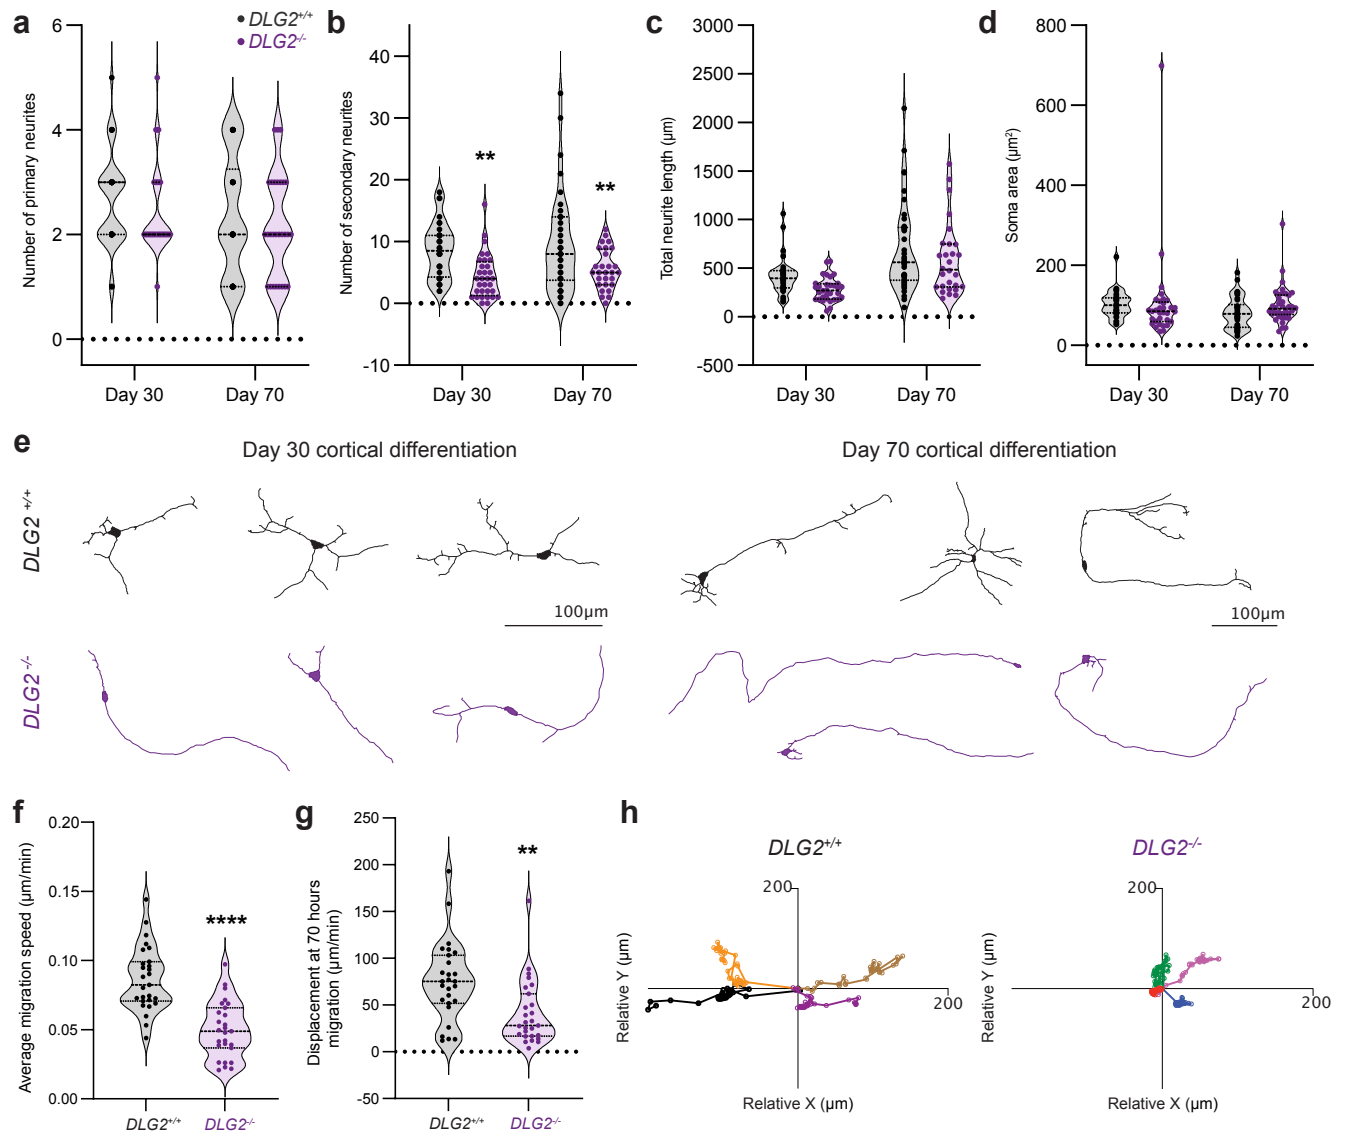 a
6
4
2
0
Number of primary neurites
DLG2+/+
DLG2-/-
Day 30
Day 70
b
40
30
20
10
0
-10
Number of secondary neurites
**
**
Day 30
Day 70
c
3000
2500
2000
1500
1000
500
0
-500
Total neurite length (μm)
Day 30
Day 70
d
800
600
400
200
0
Soma area (μm²)
Day 30
Day 70
e
Day 30 cortical differentiation
Day 70 cortical differentiation
DLG2 +/+
100μm
100μm
DLG2 -/-
f
0.20
0.15
0.10
0.05
0.00
Average migration speed (μm/min)
****
DLG2+/+
DLG2-/-
g
250
200
150
100
50
0
-50
Displacement at 70 hours
migration (μm/min)
**
DLG2+/+
DLG2-/-
h
DLG2+/+
200
200
Relative Y (μm)
Relative X (μm)
DLG2-/-
200
200
Relative Y (μm)
Relative X (μm)